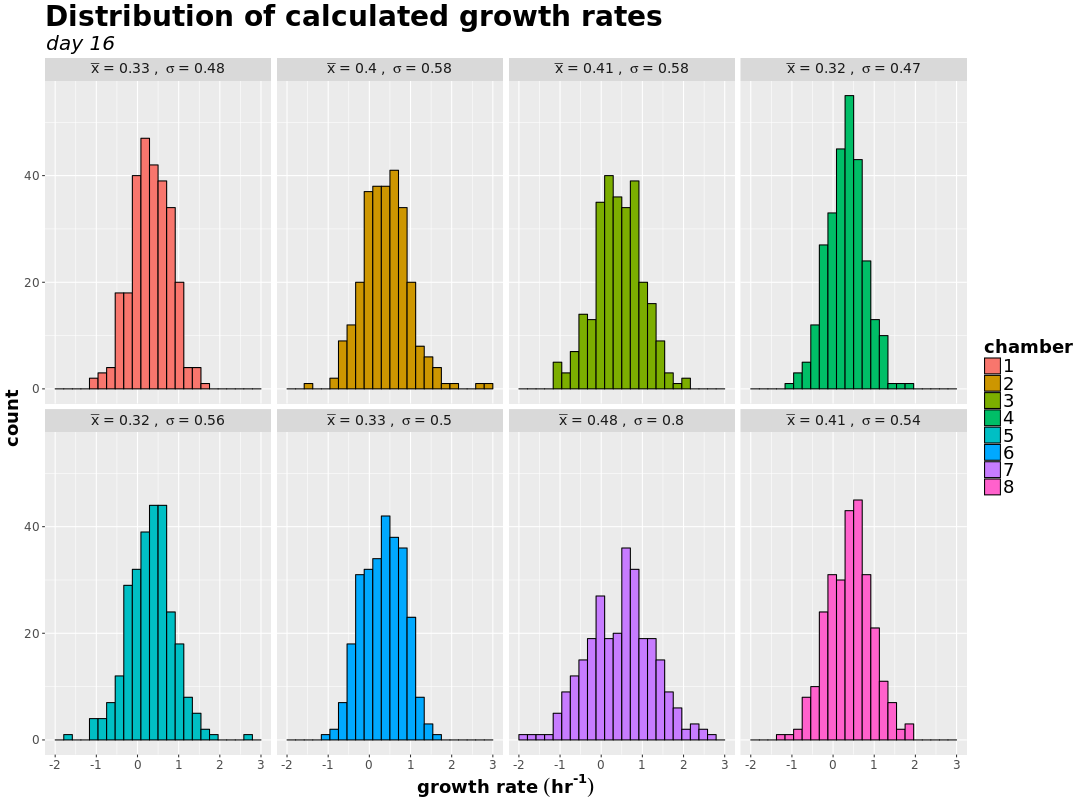 Distribution of calculated growth rates
day 16
x̅ = 0.33 , σ = 0.48
x̅ = 0.4 , σ = 0.58
x̅ = 0.41 , σ = 0.58
x̅ = 0.32 , σ = 0.47
40
20
0
x̅ = 0.32 , σ = 0.56
x̅ = 0.33 , σ = 0.5
x̅ = 0.48 , σ = 0.8
x̅ = 0.41 , σ = 0.54
40
20
0
-2 -1 0 1 2 3
-2 -1 0 1 2 3
-2 -1 0 1 2 3
-2 -1 0 1 2 3
count
growth rate (hr⁻¹)
chamber
1
2
3
4
5
6
7
8